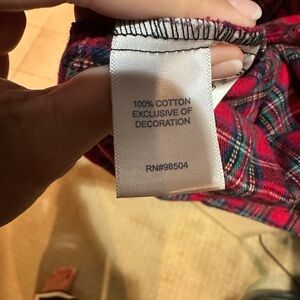 100% COTTON
EXCLUSIVE OF
DECORATION
RN#98504